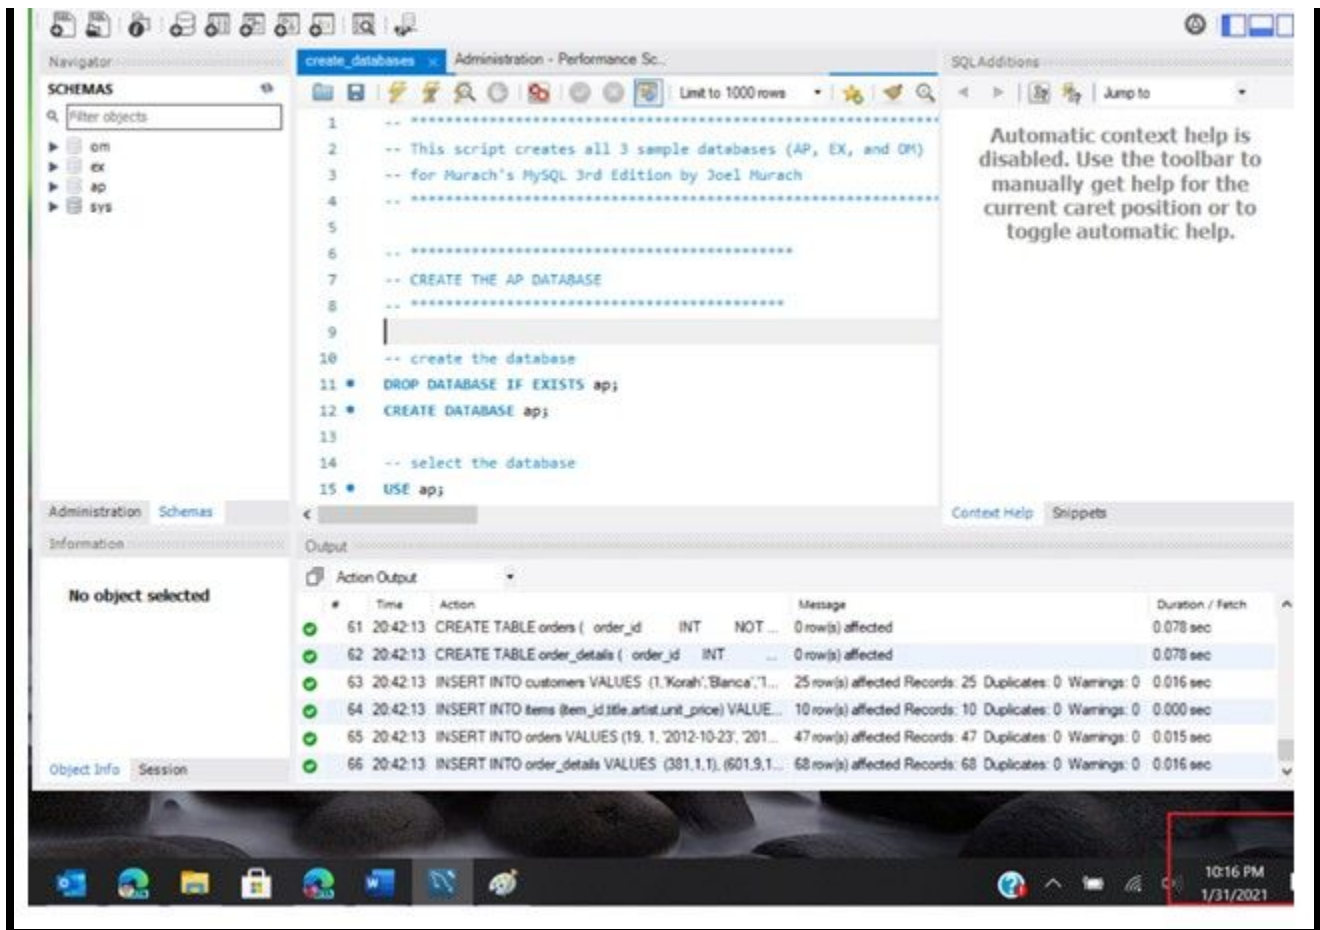 Navigator
SCHEMAS
Filter objects
om
ex
ap
sys
Administration Schemas
Information
No object selected
Object Info Session
create_databases × Administration - Performance Sc...
Limit to 1000 rows
1 -- **********************************************************************
2 -- This script creates all 3 sample databases (AP, EX, and OM)
3 -- for Murach's MySQL 3rd Edition by Joel Murach
4 -- **********************************************************************
5
6 -- ********************************************
7 -- CREATE THE AP DATABASE
8 -- *******************************************
9
10 -- create the database
11 DROP DATABASE IF EXISTS ap;
12 CREATE DATABASE ap;
13
14 -- select the database
15 USE ap;
SQLAdditions
Jump to
Automatic context help is
disabled. Use the toolbar to
manually get help for the
current caret position or to
toggle automatic help.
Context Help Snippets
Output
Action Output
# Time Action Message Duration / Fetch
61 20:42:13 CREATE TABLE orders ( order_id INT NOT ... 0 row(s) affected 0.078 sec
62 20:42:13 CREATE TABLE order_details ( order_id INT ... 0 row(s) affected 0.078 sec
63 20:42:13 INSERT INTO customers VALUES (1,'Korah','Blanca','1... 25 row(s) affected Records: 25 Duplicates: 0 Warnings: 0 0.016 sec
64 20:42:13 INSERT INTO items (item_id,title,artist,unit_price) VALUE... 10 row(s) affected Records: 10 Duplicates: 0 Warnings: 0 0.000 sec
65 20:42:13 INSERT INTO orders VALUES (19, 1, '2012-10-23', '201... 47 row(s) affected Records: 47 Duplicates: 0 Warnings: 0 0.015 sec
66 20:42:13 INSERT INTO order_details VALUES (381,1,1), (601,9,1... 68 row(s) affected Records: 68 Duplicates: 0 Warnings: 0 0.016 sec
10:16 PM
1/31/2021